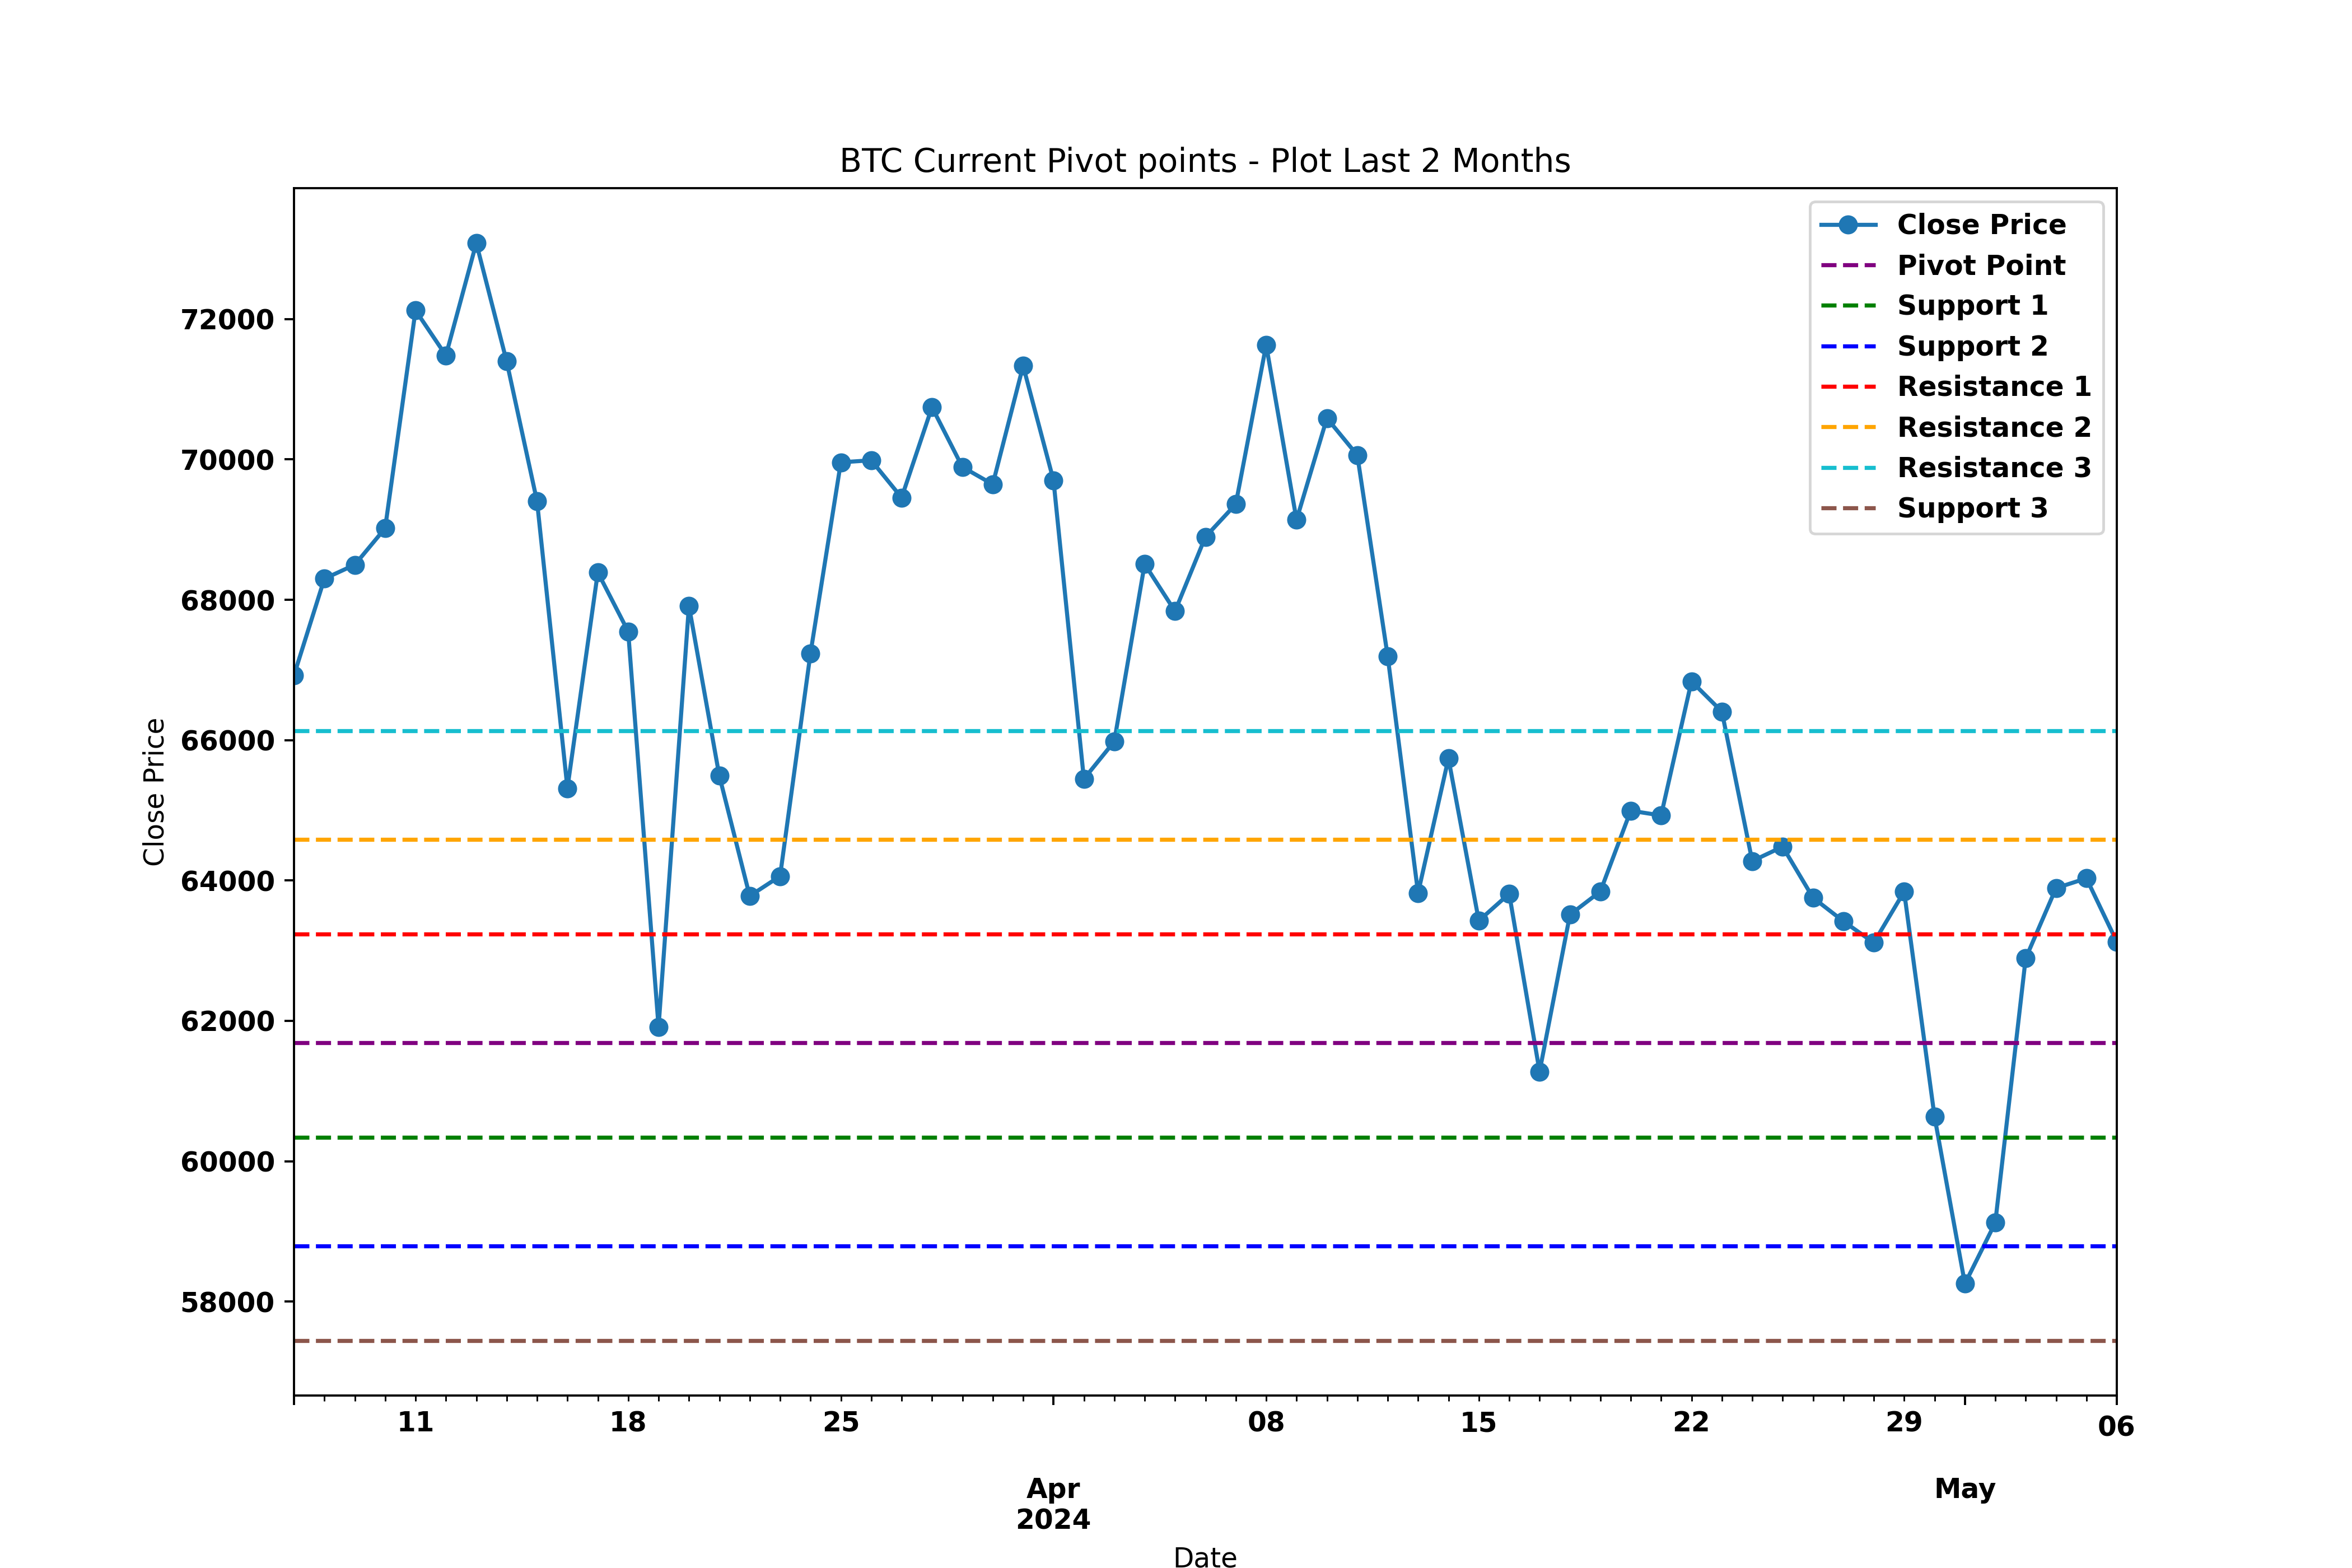 BTC Current Pivot points - Plot Last 2 Months
Close Price
Pivot Point
Support 1
Support 2
Resistance 1
Resistance 2
Resistance 3
Support 3
72000
70000
68000
66000
64000
62000
60000
58000
Close Price
11 18 25 08 15 22 29 06
Apr May
2024
Date